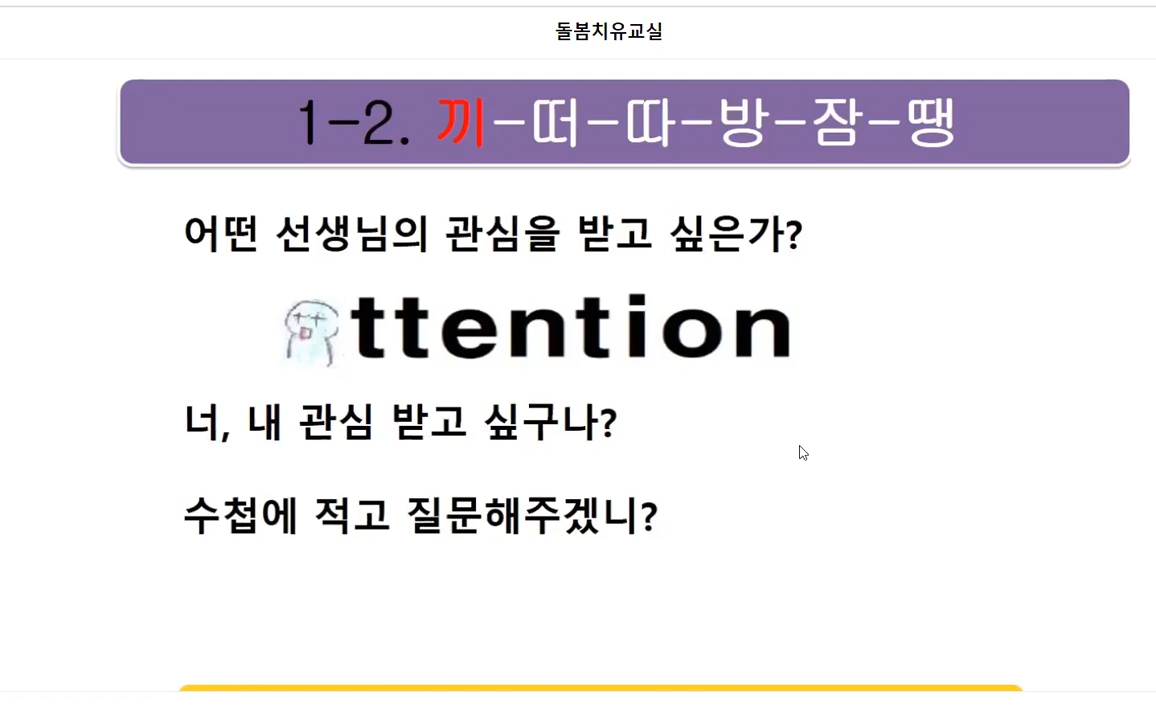 돌봄치유교실
1-2. 끼-떠-따-방-잠-땡
어떤 선생님의 관심을 받고 싶은가?
ttention
너, 내 관심 받고 싶구나?
수첩에 적고 질문해주겠니?